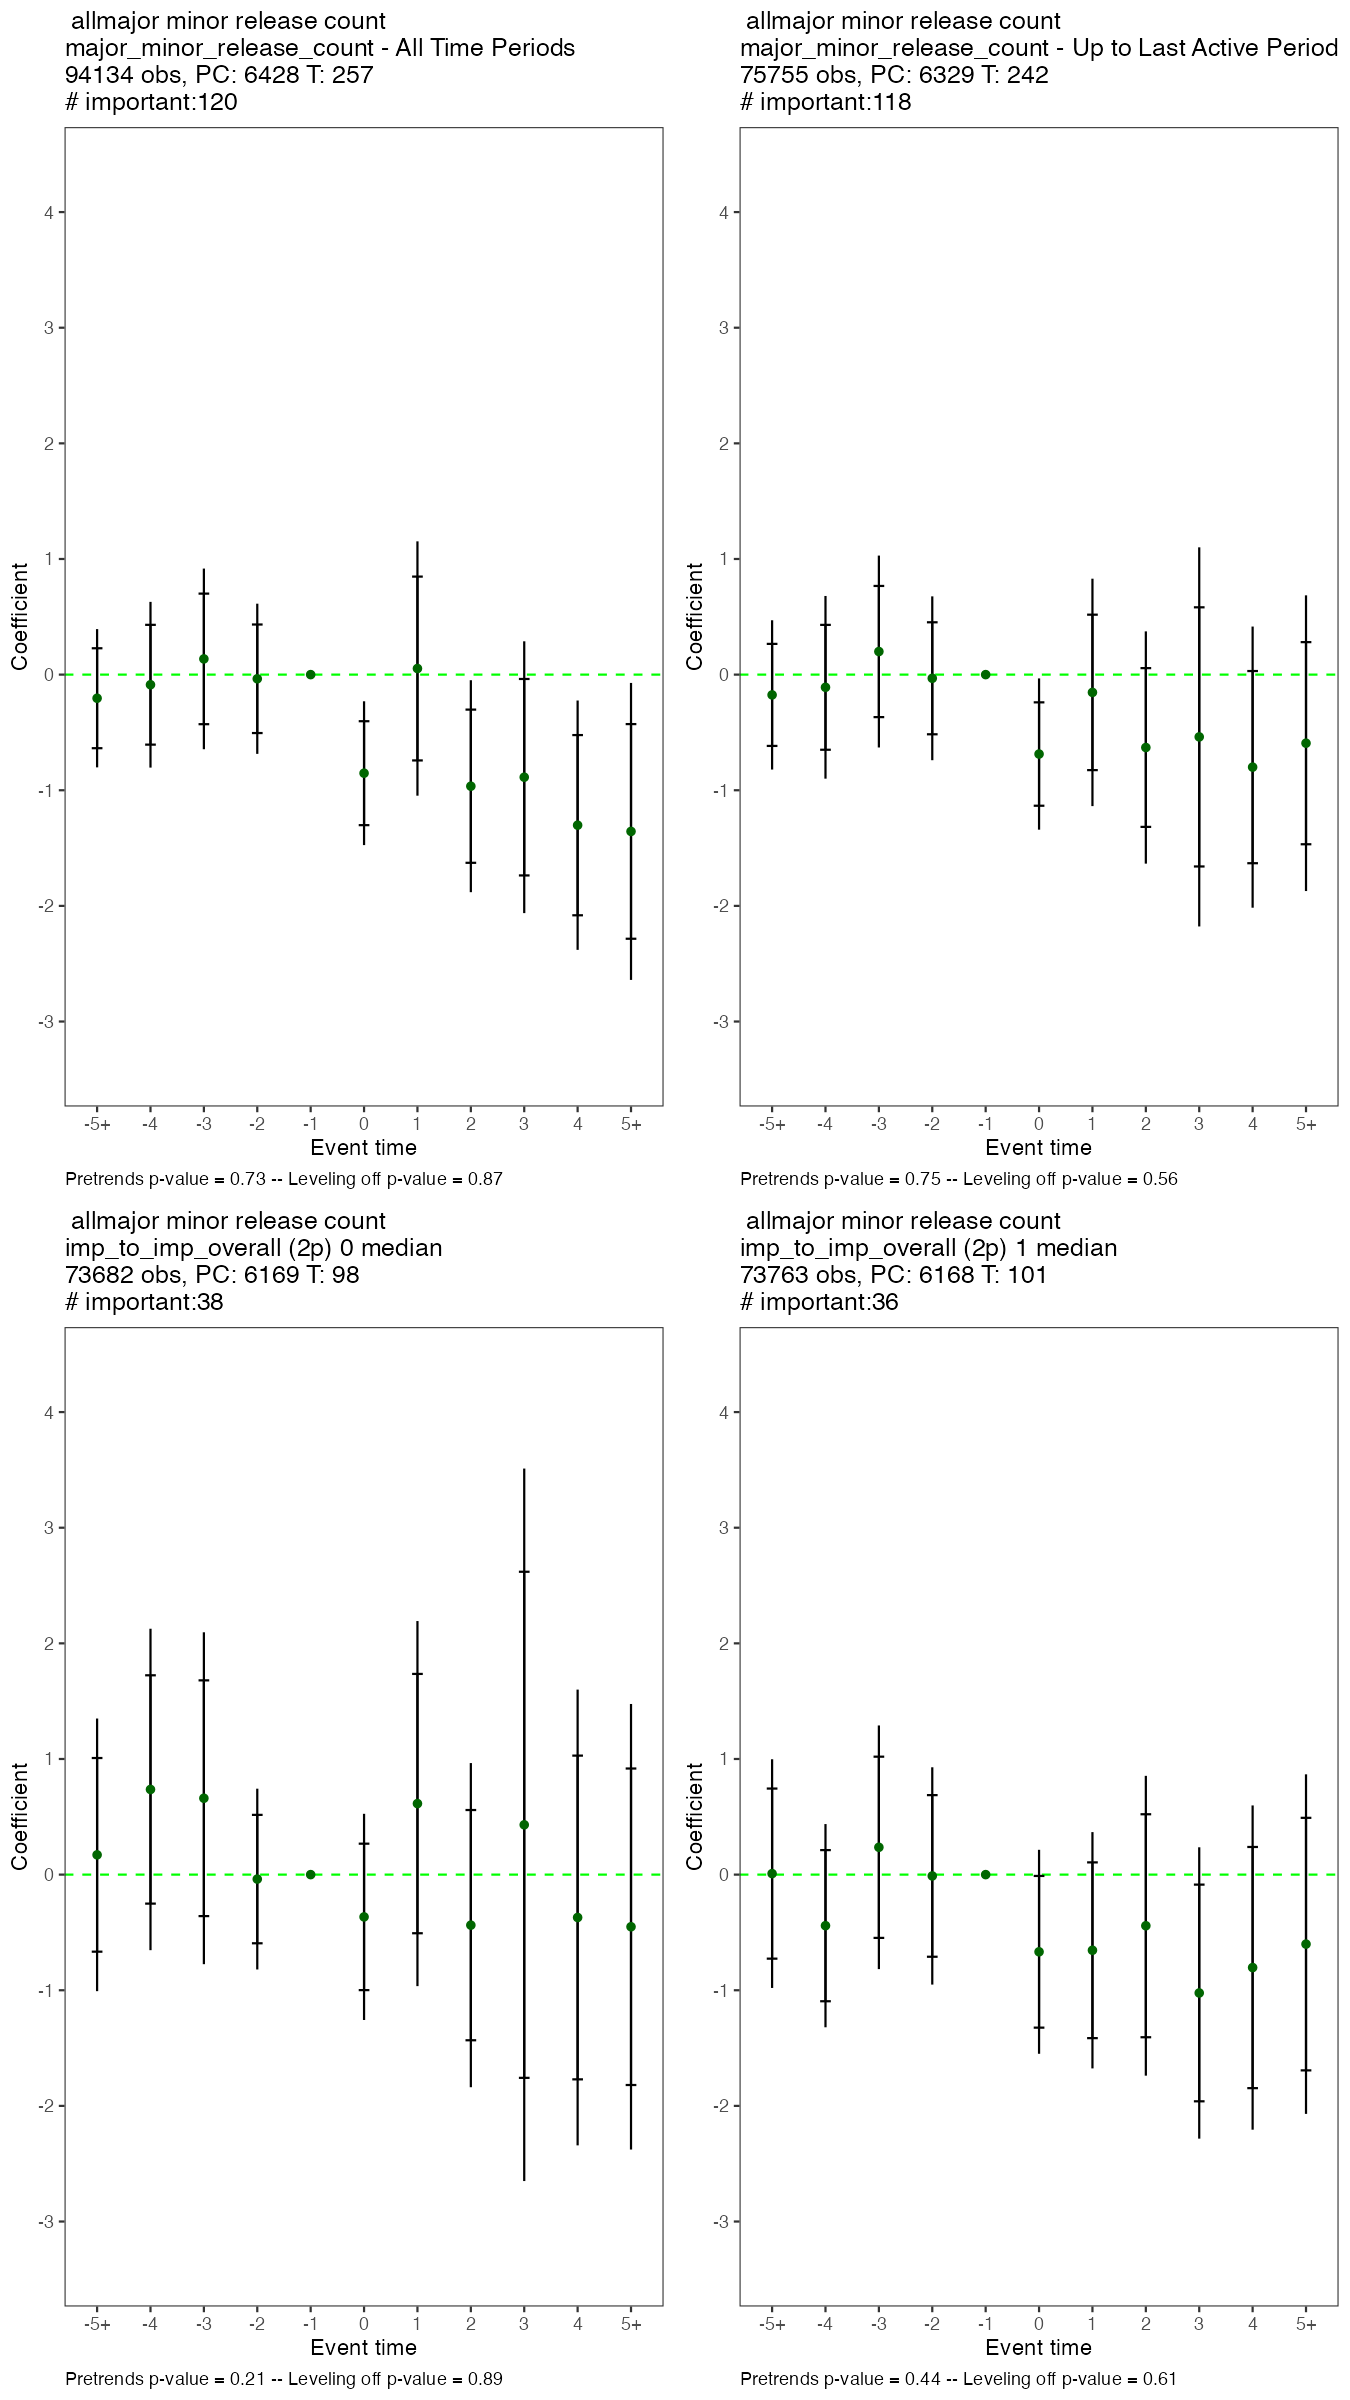 allmajor minor release count
major_minor_release_count - All Time Periods
94134 obs, PC: 6428 T: 257
# important:120
4
3
2
1
0
-1
-2
-3
Coefficient
-5+ -4 -3 -2 -1 0 1 2 3 4 5+
Event time
Pretrends p-value = 0.73 -- Leveling off p-value = 0.87
allmajor minor release count
major_minor_release_count - Up to Last Active Period
75755 obs, PC: 6329 T: 242
# important:118
4
3
2
1
0
-1
-2
-3
Coefficient
-5+ -4 -3 -2 -1 0 1 2 3 4 5+
Event time
Pretrends p-value = 0.75 -- Leveling off p-value = 0.56
allmajor minor release count
imp_to_imp_overall (2p) 0 median
73682 obs, PC: 6169 T: 98
# important:38
4
3
2
1
0
-1
-2
-3
Coefficient
-5+ -4 -3 -2 -1 0 1 2 3 4 5+
Event time
Pretrends p-value = 0.21 -- Leveling off p-value = 0.89
allmajor minor release count
imp_to_imp_overall (2p) 1 median
73763 obs, PC: 6168 T: 101
# important:36
4
3
2
1
0
-1
-2
-3
Coefficient
-5+ -4 -3 -2 -1 0 1 2 3 4 5+
Event time
Pretrends p-value = 0.44 -- Leveling off p-value = 0.61